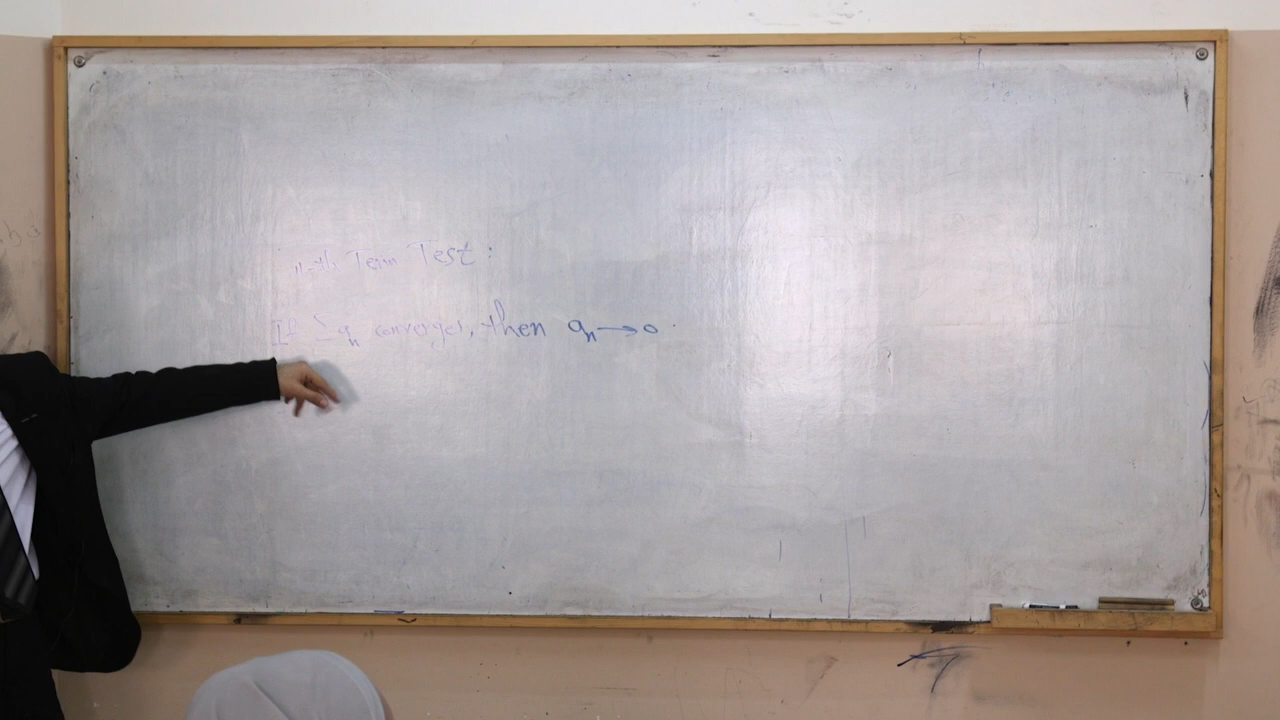 n-th Term Test:
If Σaₙ converges, then aₙ→0